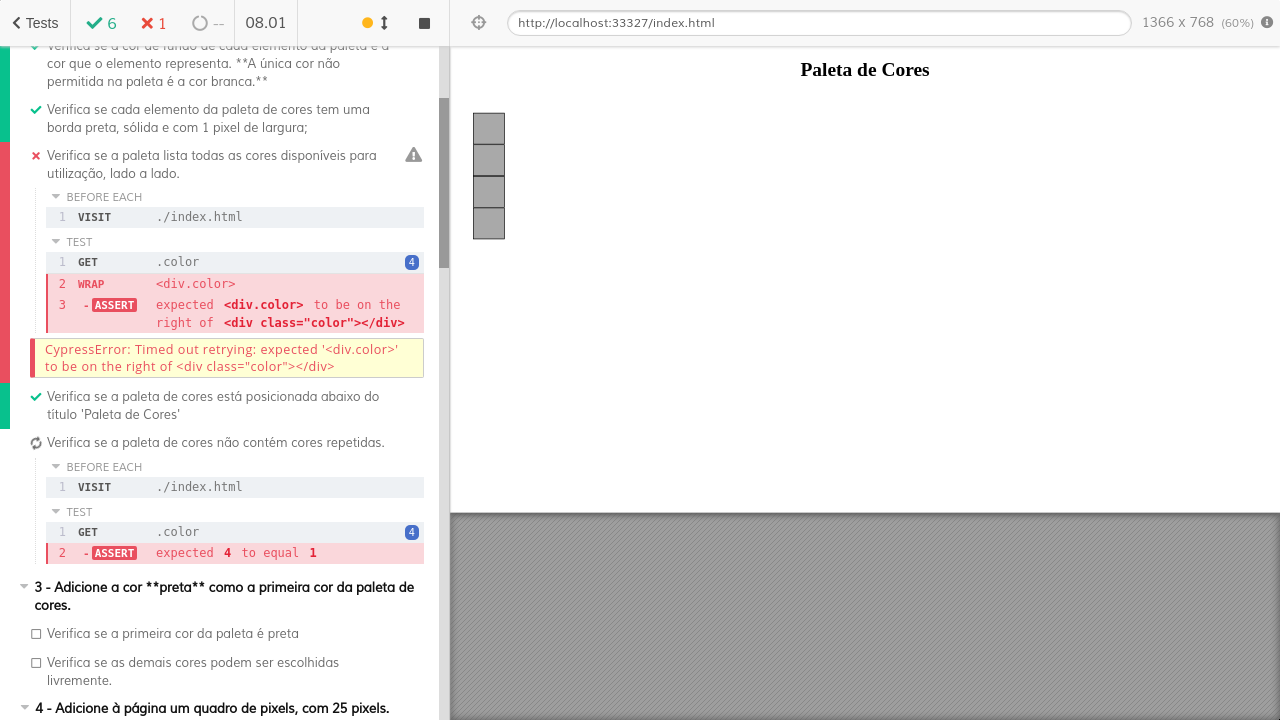 Tests
6
1
--
08.01
http://localhost:33327/index.html
1366 x 768 (60%)
Verifica se a cor de fundo de cada elemento da paleta é a
cor que o elemento representa. **A única cor não
permitida na paleta é a cor branca.**
Verifica se cada elemento da paleta de cores tem uma
borda preta, sólida e com 1 pixel de largura;
Verifica se a paleta lista todas as cores disponíveis para
utilização, lado a lado.
BEFORE EACH
1 VISIT ./index.html
TEST
1 GET .color 4
2 WRAP <div.color>
3 - ASSERT expected <div.color> to be on the
right of <div class="color"></div>
CypressError: Timed out retrying: expected '<div.color>'
to be on the right of <div class="color"></div>
Verifica se a paleta de cores está posicionada abaixo do
título 'Paleta de Cores'
Verifica se a paleta de cores não contém cores repetidas.
BEFORE EACH
1 VISIT ./index.html
TEST
1 GET .color 4
2 - ASSERT expected 4 to equal 1
3 - Adicione a cor **preta** como a primeira cor da paleta de
cores.
Verifica se a primeira cor da paleta é preta
Verifica se as demais cores podem ser escolhidas
livremente.
4 - Adicione à página um quadro de pixels, com 25 pixels.
Paleta de Cores